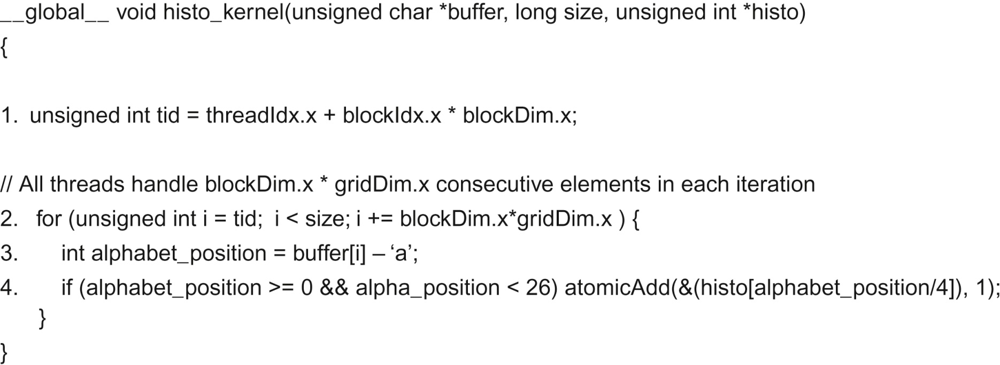 __global__ void histo_kernel(unsigned char *buffer, long size, unsigned int *histo)
{
1. unsigned int tid = threadIdx.x + blockIdx.x * blockDim.x;
// All threads handle blockDim.x * gridDim.x consecutive elements in each iteration
2. for (unsigned int i = tid; i < size; i += blockDim.x*gridDim.x ) {
3. int alphabet_position = buffer[i] – ‘a’;
4. if (alphabet_position >= 0 && alpha_position < 26) atomicAdd(&(histo[alphabet_position/4]), 1);
}
}